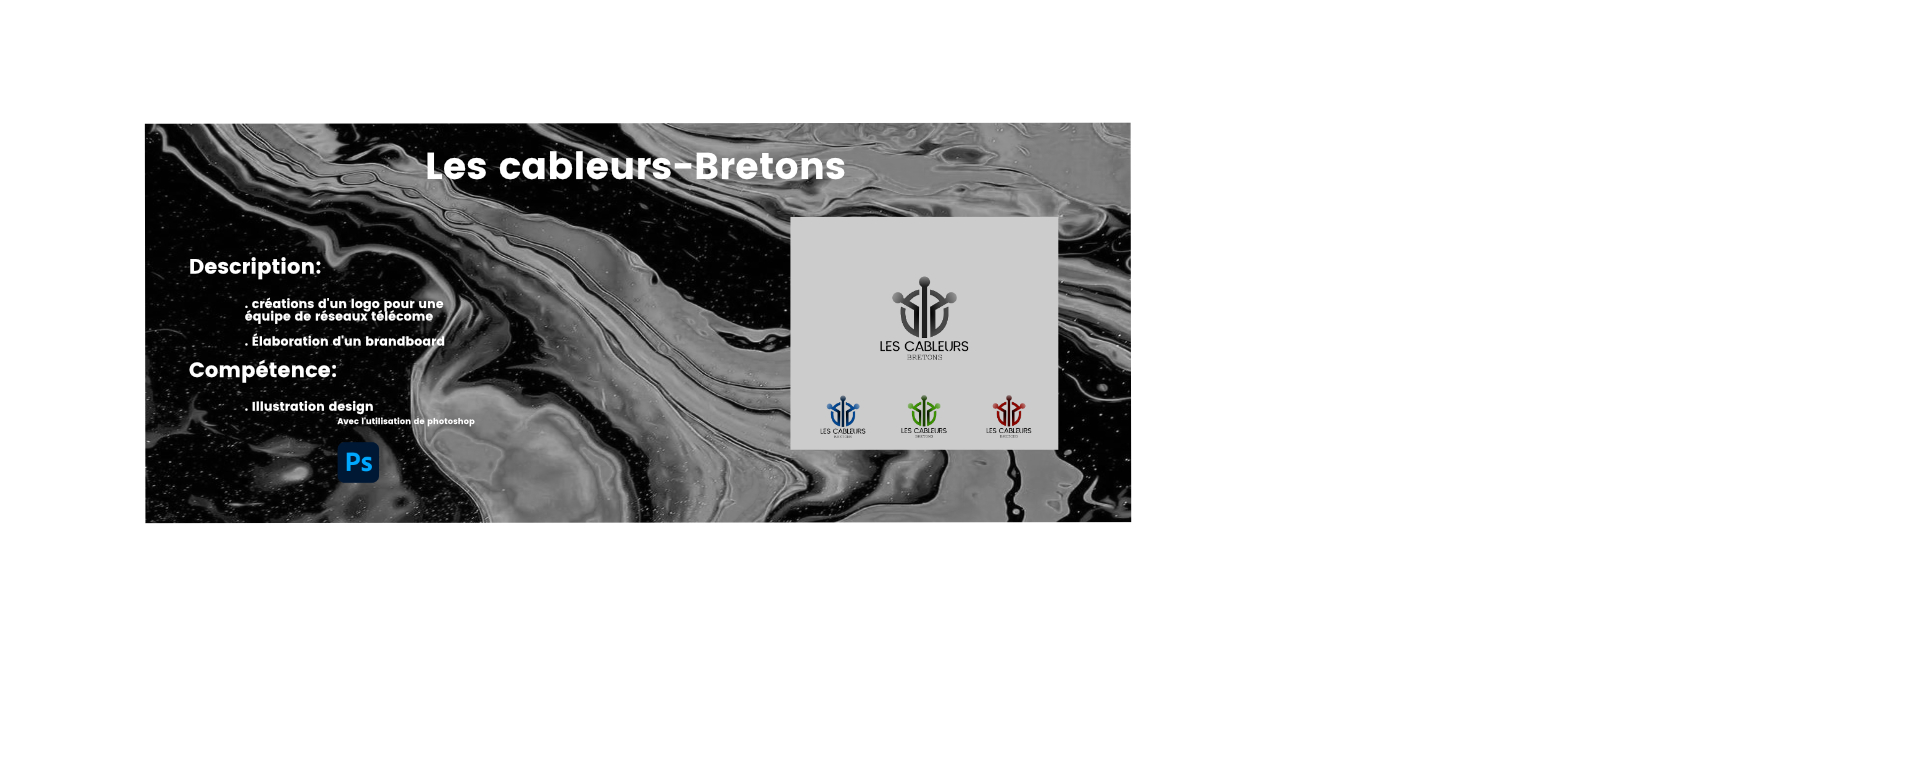 Les cableurs-Bretons
Description:
. créations d'un logo pour une
équipe de réseaux télécome
. Élaboration d'un brandboard
Compétence:
. Illustration design
Avec l'utilisation de photoshop
Ps
LES CABLEURS
BRETONS
LES CABLEURS
BRETONS
LES CABLEURS
BRETONS
LES CABLEURS
BRETONS